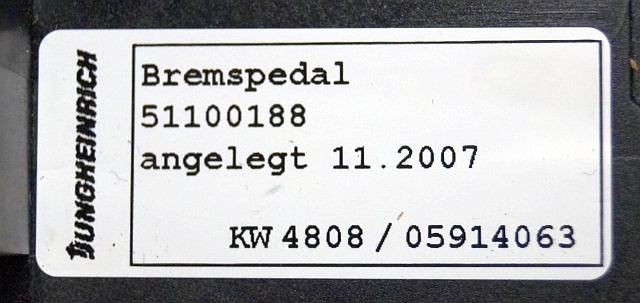 JUNGHEINRICH
Bremspedal
51100188
angelegt 11.2007
KW 4808 / 05914063